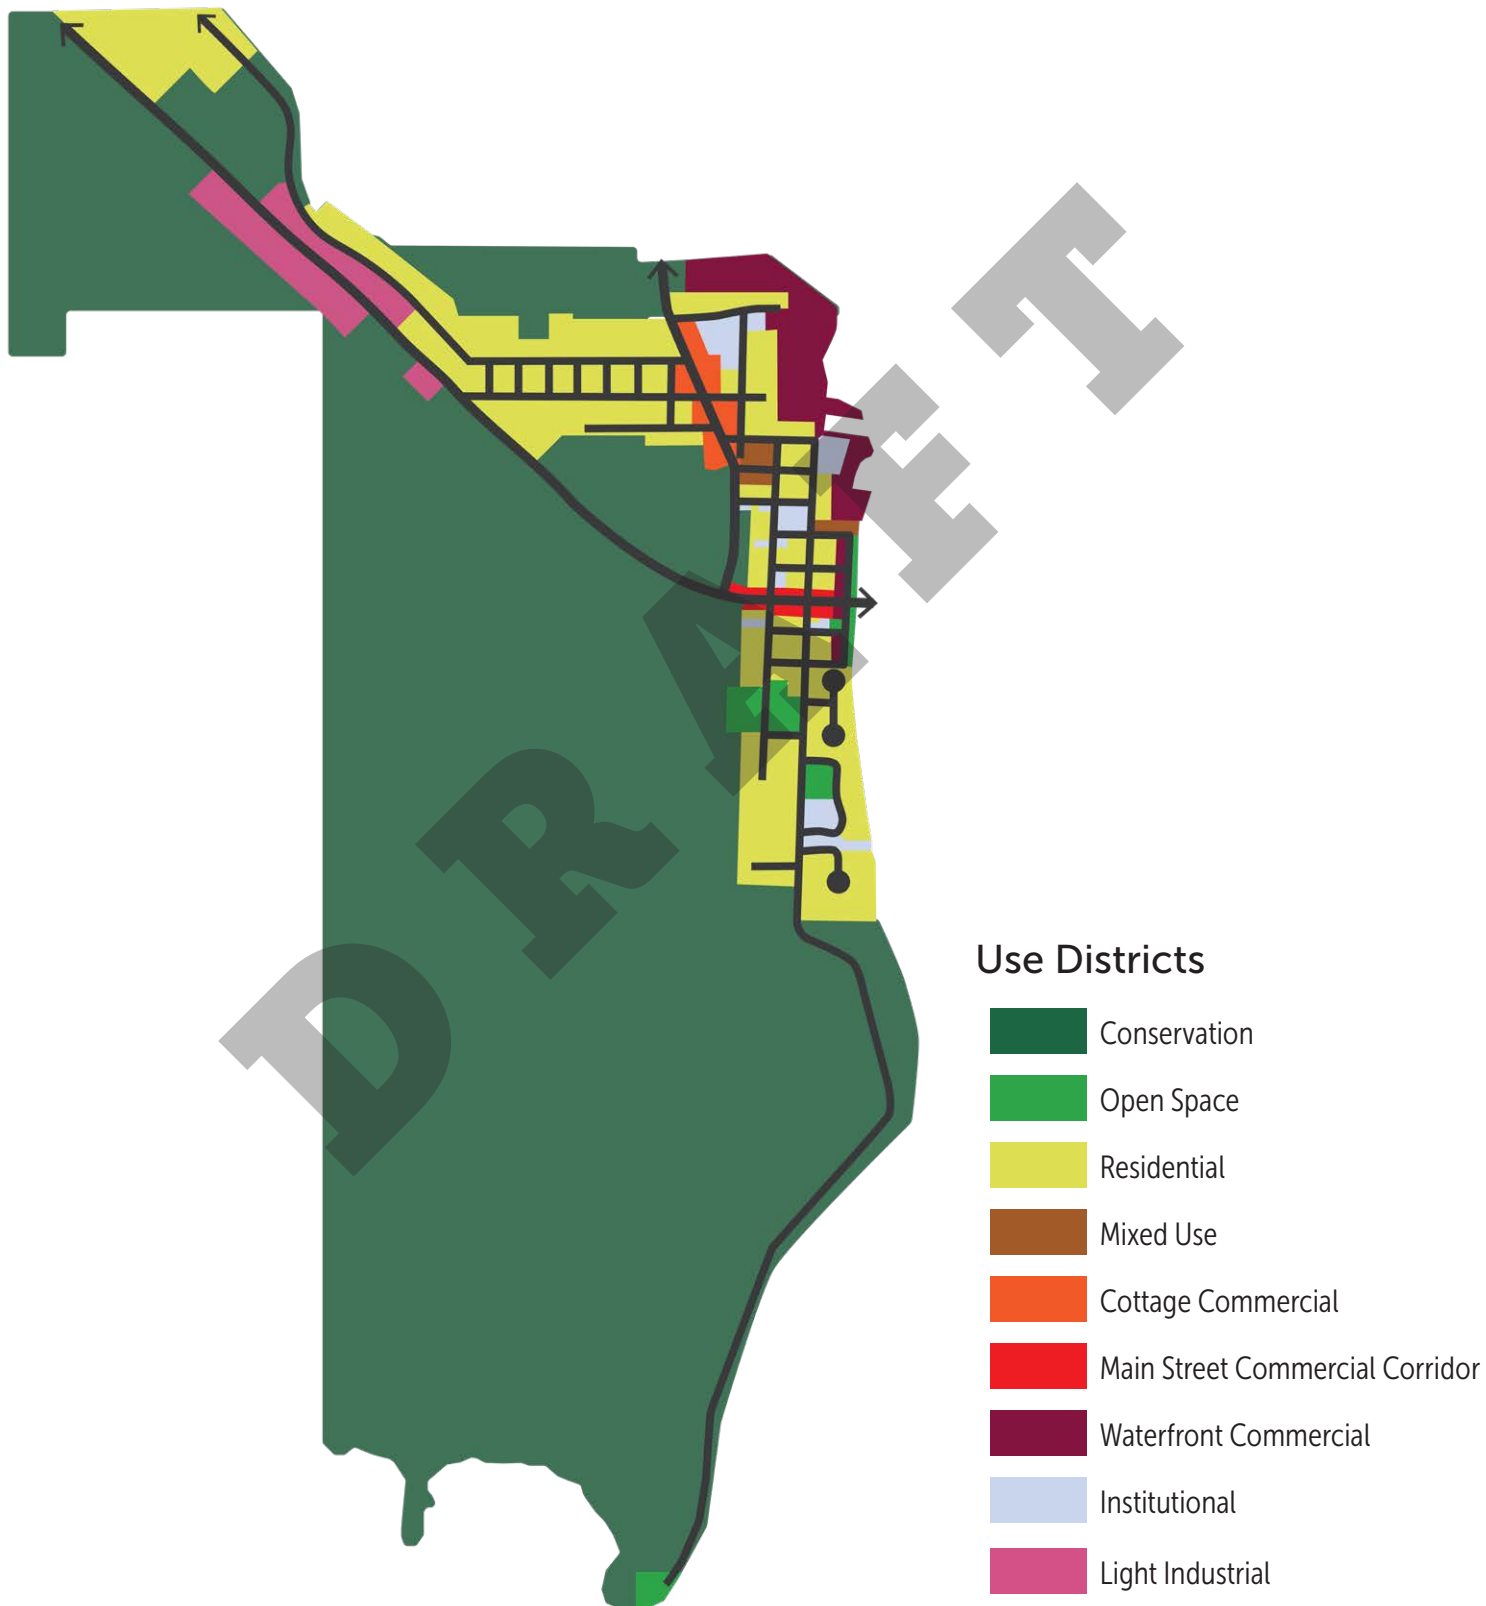 DRAFT
Use Districts
Conservation
Open Space
Residential
Mixed Use
Cottage Commercial
Main Street Commercial Corridor
Waterfront Commercial
Institutional
Light Industrial